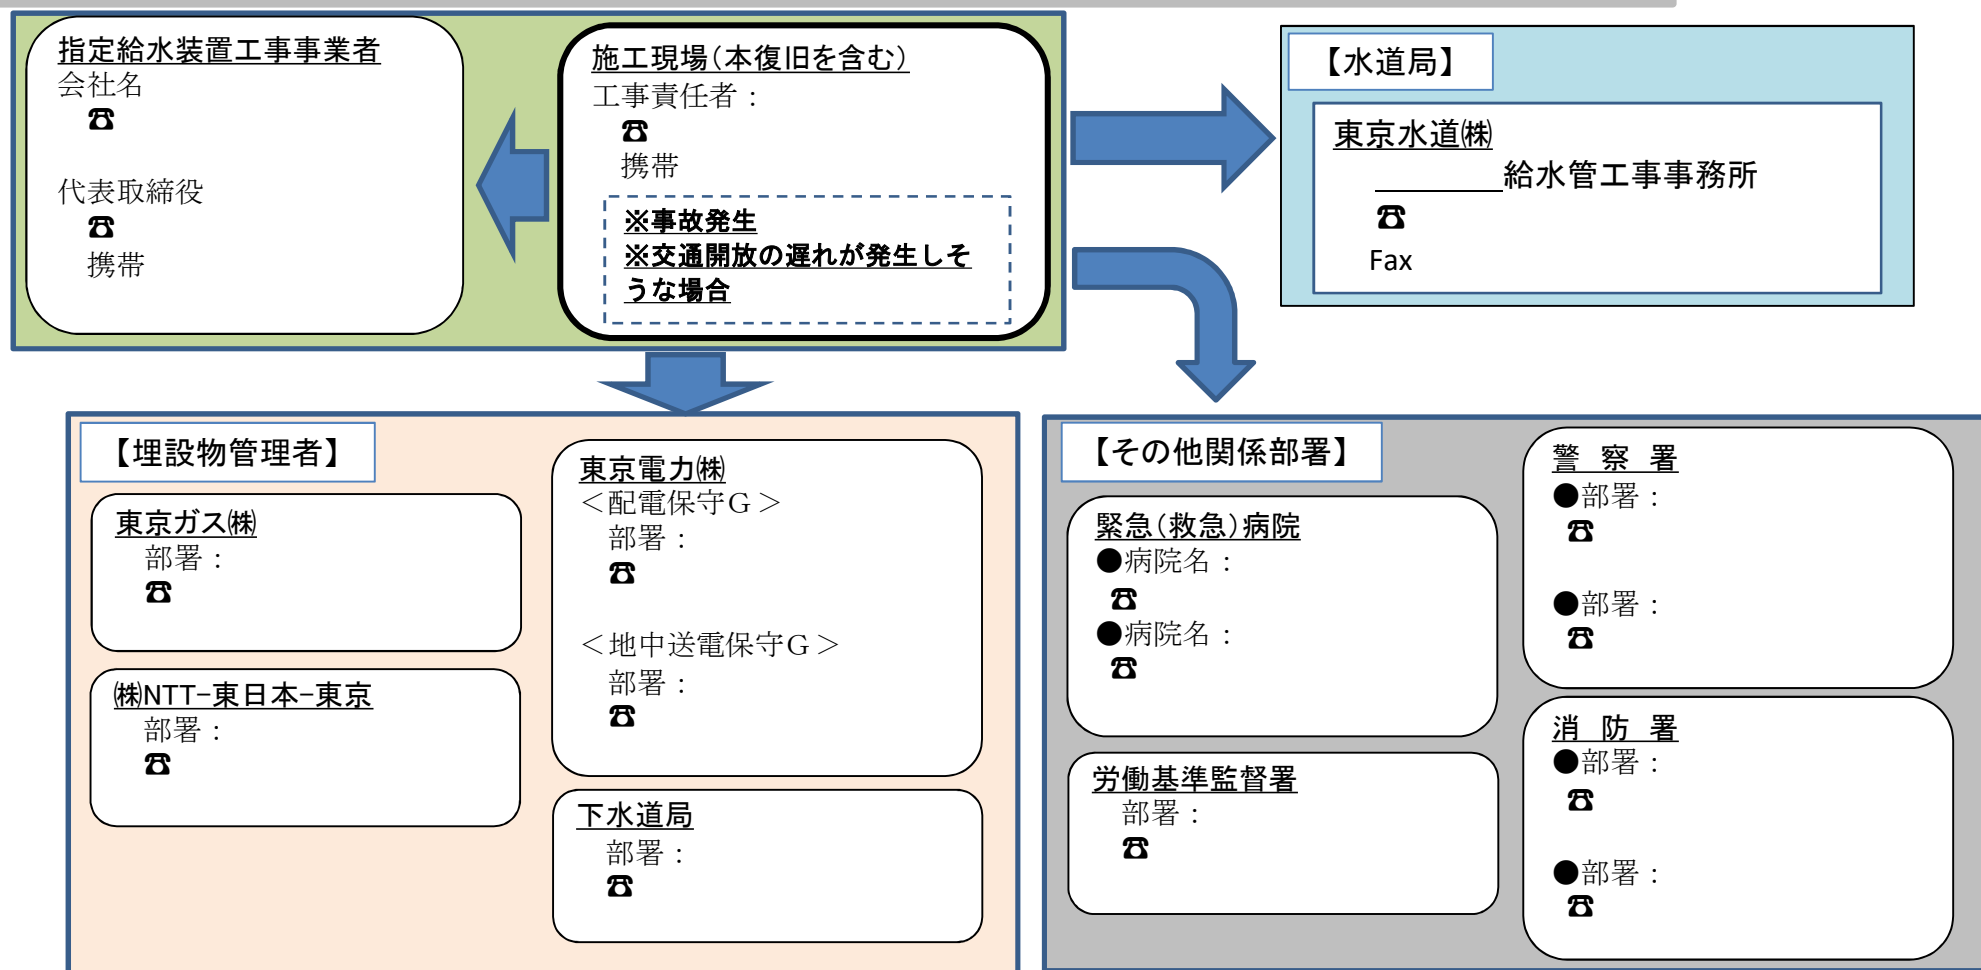 指定給水装置工事事業者
会社名
☎
代表取締役
☎
携帯
施工現場(本復旧を含む)
工事責任者：
☎
携帯
※事故発生
※交通開放の遅れが発生しそ
うな場合
【水道局】
東京水道㈱
______給水管工事事務所
☎
Fax
【埋設物管理者】
東京ガス㈱
部署：
☎
㈱NTT-東日本-東京
部署：
☎
東京電力㈱
＜配電保守Ｇ＞
部署：
☎
＜地中送電保守Ｇ＞
部署：
☎
下水道局
部署：
☎
【その他関係部署】
緊急(救急)病院
●病院名：
☎
●病院名：
☎
労働基準監督署
部署：
☎
警 察 署
●部署：
☎
●部署：
☎
消 防 署
●部署：
☎
●部署：
☎